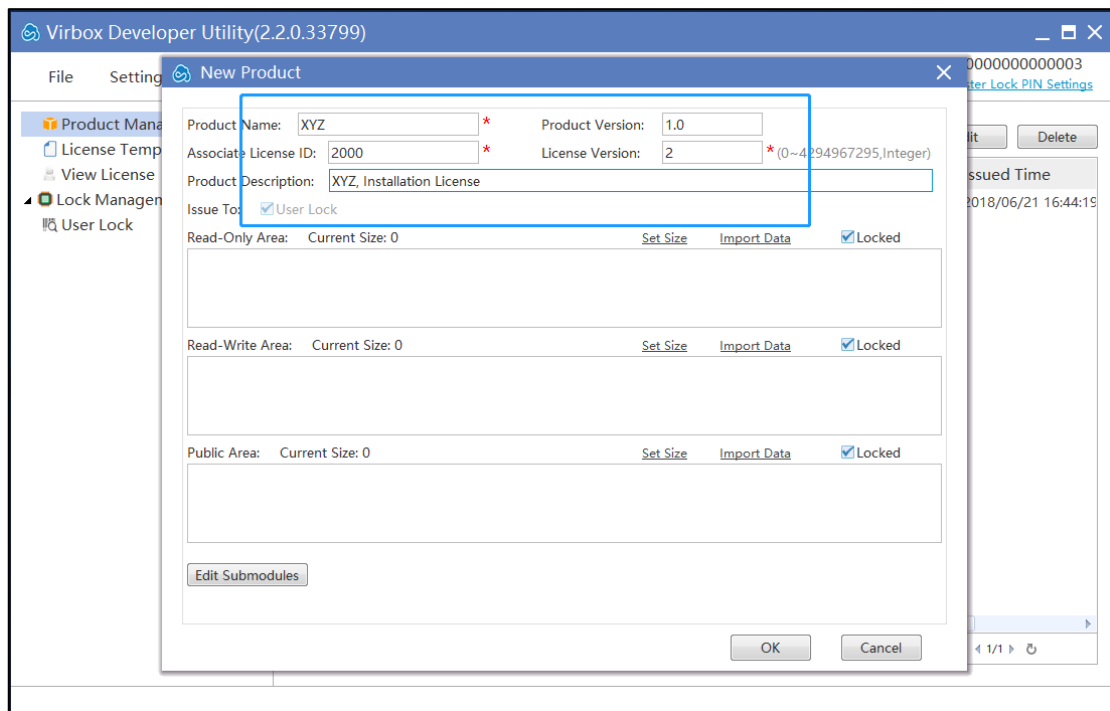 Virbox Developer Utility(2.2.0.33799)
File Setting
0000000000003
ter Lock PIN Settings
New Product
Product Mana
License Temp
View License
Lock Managen
User Lock
Product Name: XYZ * Product Version: 1.0
Associate License ID: 2000 * License Version: 2 * (0~4294967295,Integer)
Product Description: XYZ, Installation License
Issue To: User Lock
Read-Only Area: Current Size: 0 Set Size Import Data Locked
Read-Write Area: Current Size: 0 Set Size Import Data Locked
Public Area: Current Size: 0 Set Size Import Data Locked
Edit Submodules
OK Cancel
dit Delete
ssued Time
2018/06/21 16:44:19
1/1